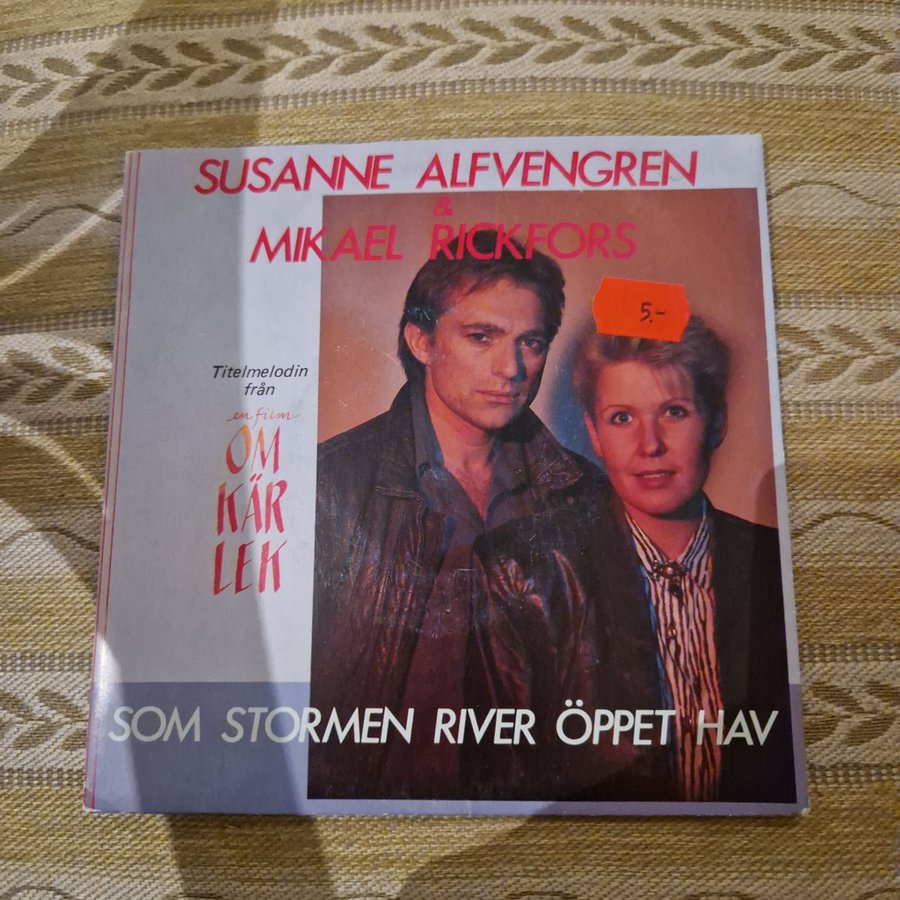 SUSANNE ALFVENGREN
&
MIKAEL RICKFORS
5.-
Titelmelodin
från
en film
OM
KÄR
LEK
SOM STORMEN RIVER ÖPPET HAV